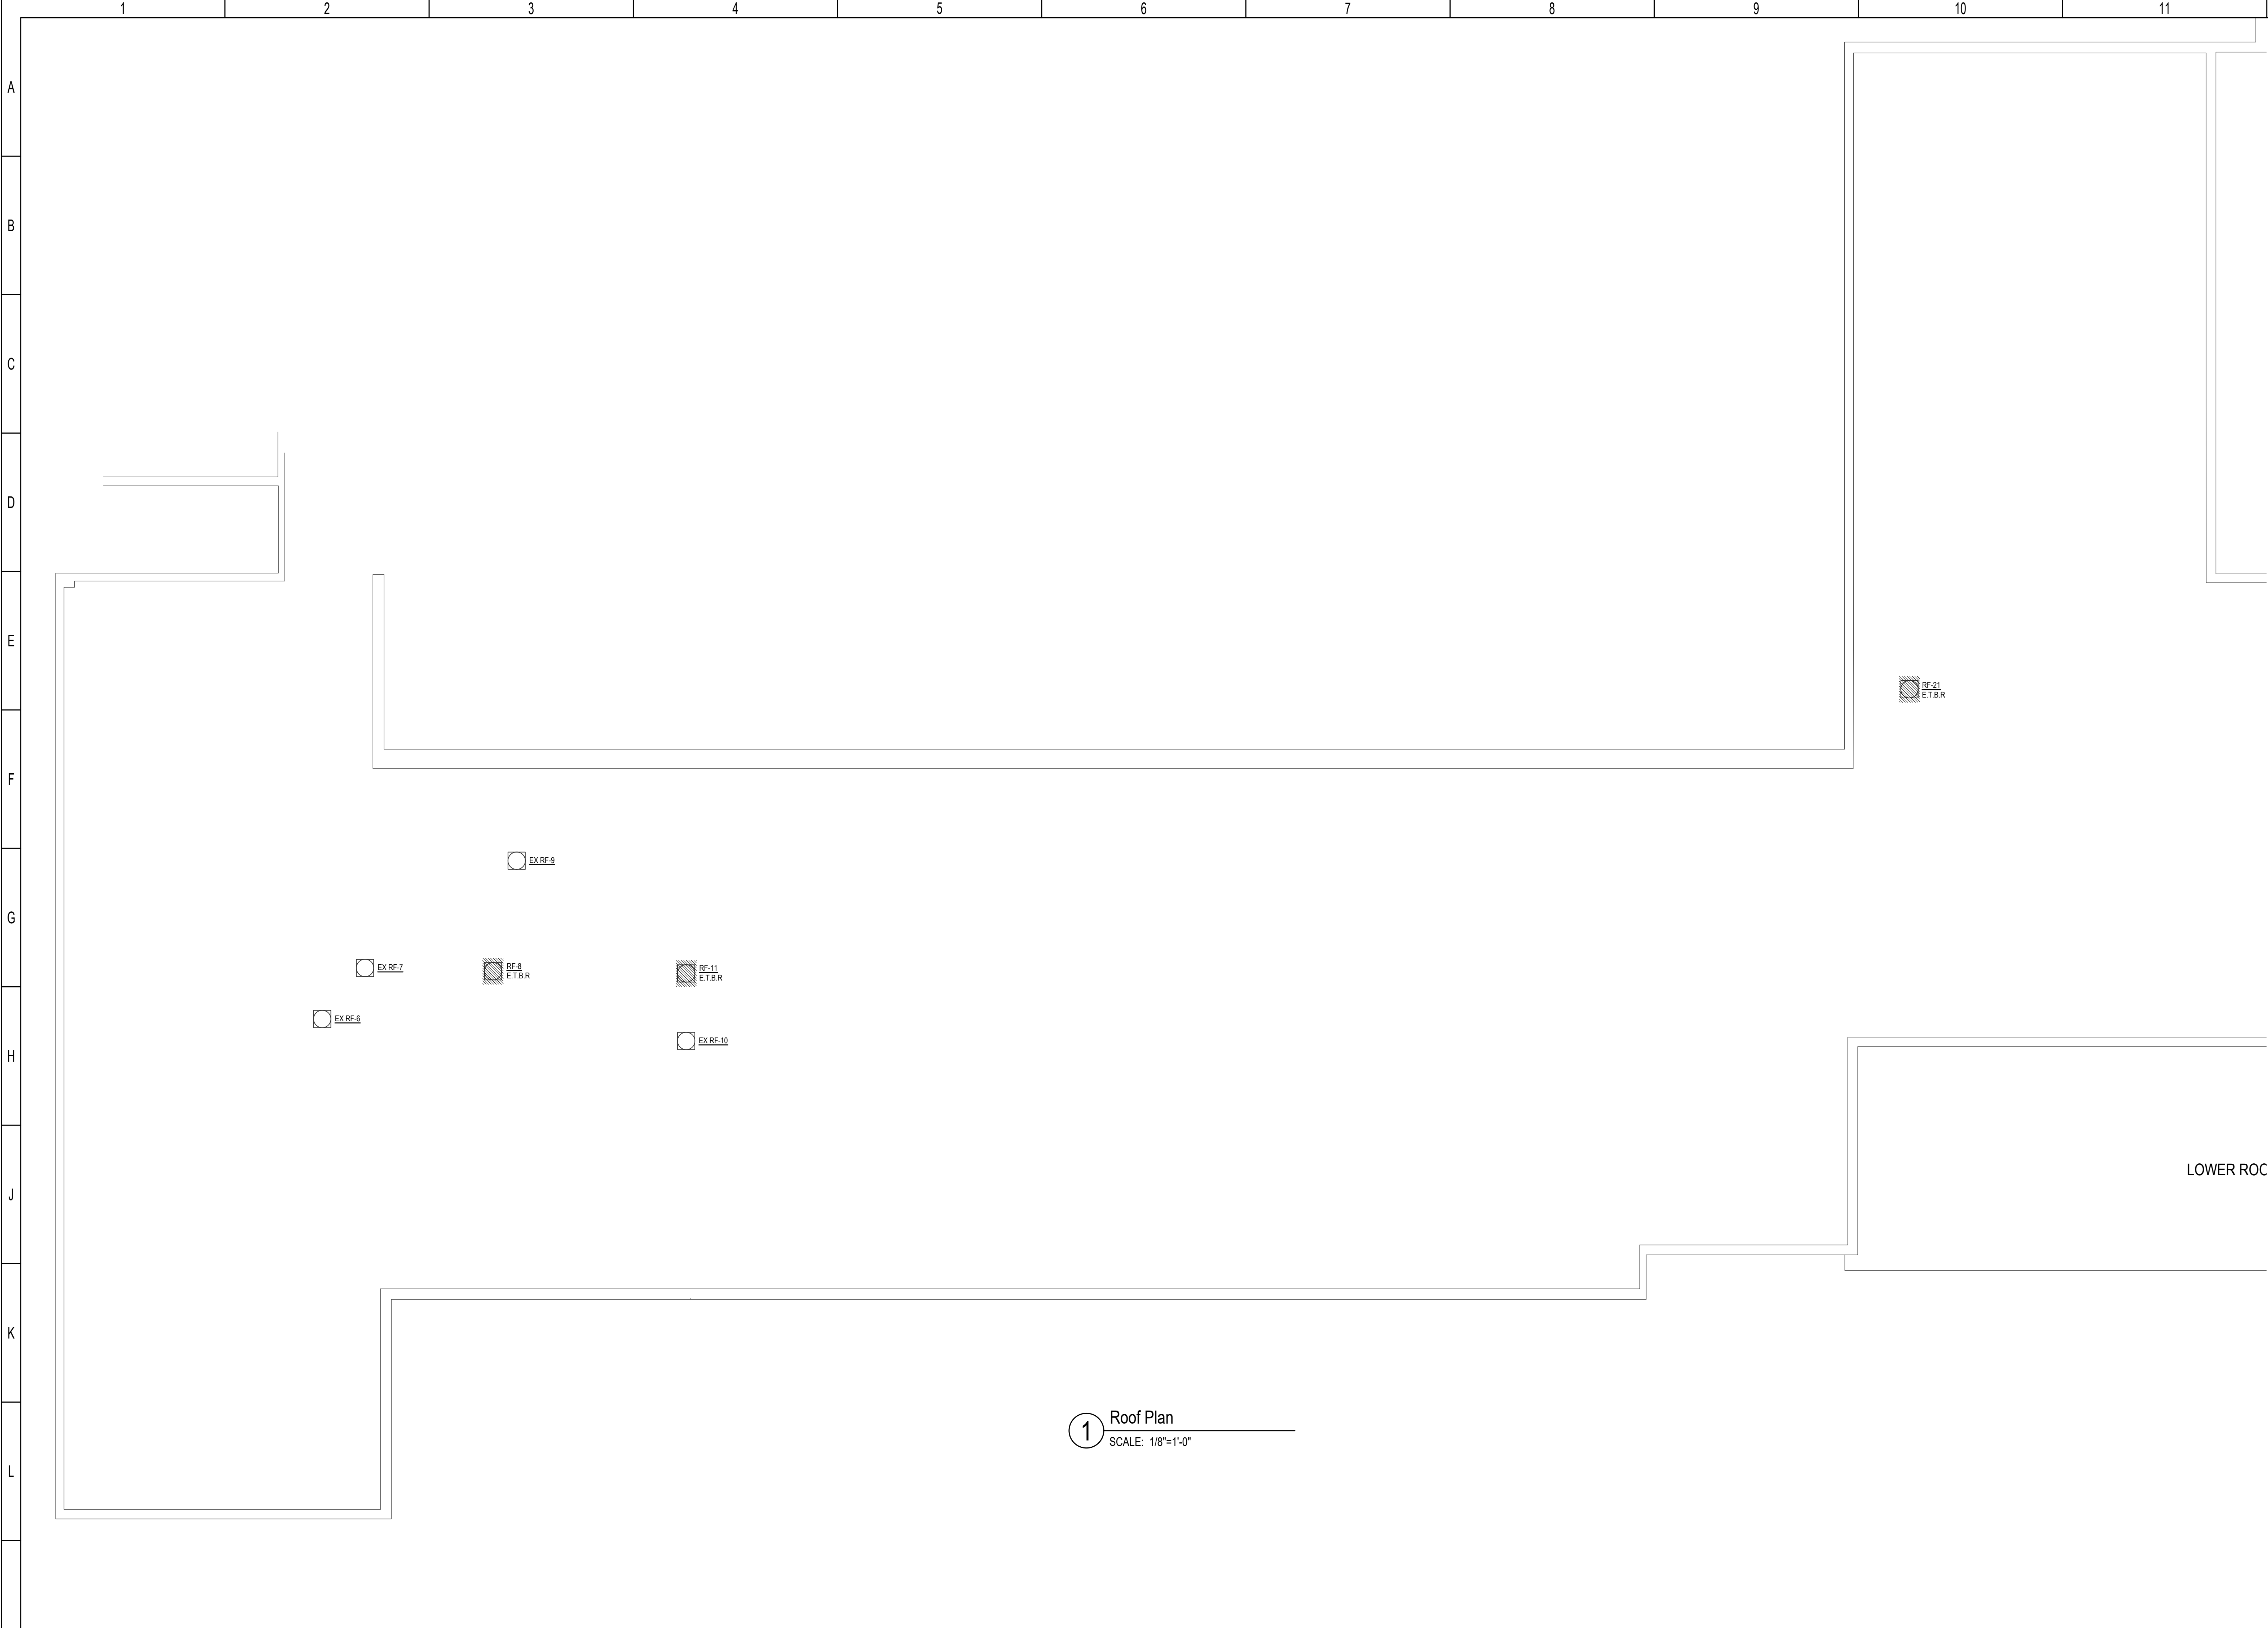 1 2 3 4 5 6 7 8 9 10 11
A
B
C
D
E
RF-21
E.T.B.R
F
EX RF-9
G
EX RF-7
RF-8
E.T.B.R
RF-11
E.T.B.R
EX RF-6
EX RF-10
H
LOWER ROO
J
K
1
Roof Plan
SCALE: 1/8"=1'-0"
L